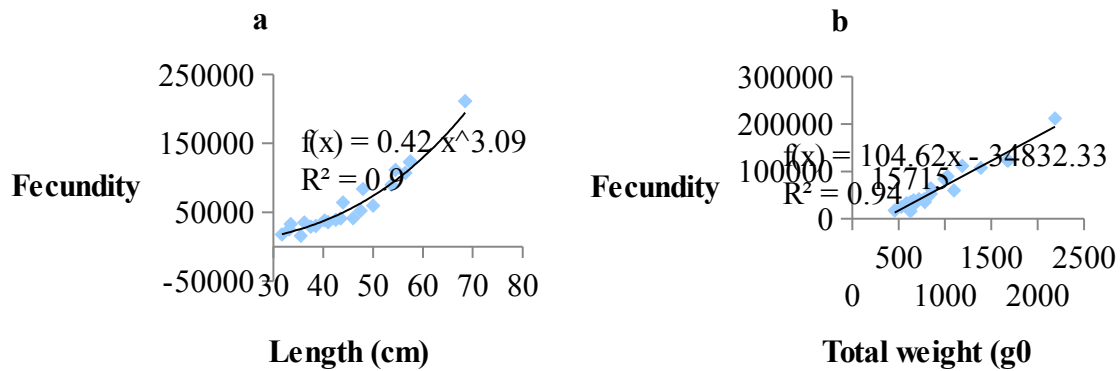 a
250000
150000
50000
-50000
f(x) = 0.42 x^3.09
R² = 0.9
Fecundity
30 40 50 60 70 80
Length (cm)
b
300000
200000
100000
0
f(x) = 104.62x - 34832.33
15715
R² = 0.94
Fecundity
500 1500 2500
0 1000 2000
Total weight (g0